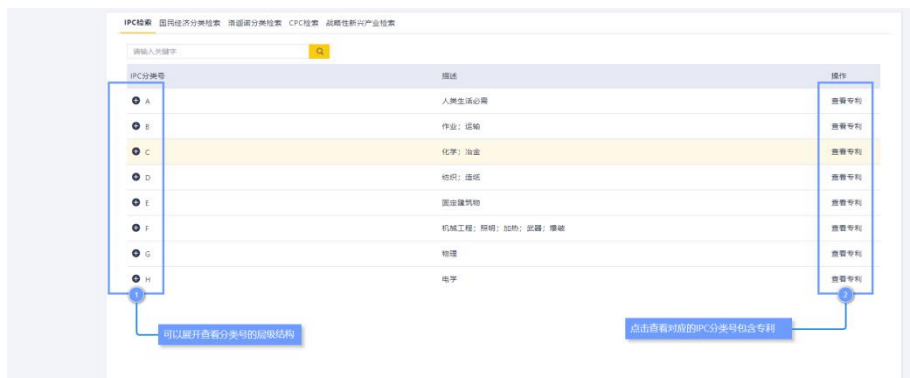 IPC检索 国民经济分类检索 洛迦诺分类检索 CPC检索 战略性新兴产业检索
请输入关键字
IPC分类号 描述 操作
A 人类生活必需 查看专利
B 作业；运输 查看专利
C 化学；冶金 查看专利
D 纺织；造纸 查看专利
E 固定建筑物 查看专利
F 机械工程；照明；加热；武器；爆破 查看专利
G 物理 查看专利
H 电学 查看专利
1 2
可以展开查看分类号的层级结构 点击查看对应的IPC分类号包含专利